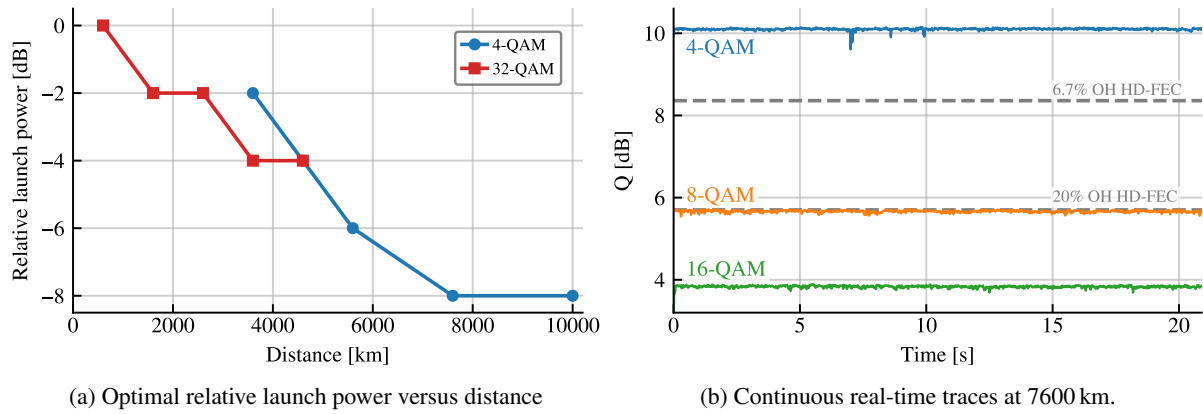 0
−2
−4
−6
−8
Relative launch power [dB]
4-QAM
32-QAM
0
2000
4000
6000
8000
10000
Distance [km]
(a) Optimal relative launch power versus distance
10
8
6
4
Q [dB]
4-QAM
6.7% OH HD-FEC
8-QAM
20% OH HD-FEC
16-QAM
0
5
10
15
20
Time [s]
(b) Continuous real-time traces at 7600 km.